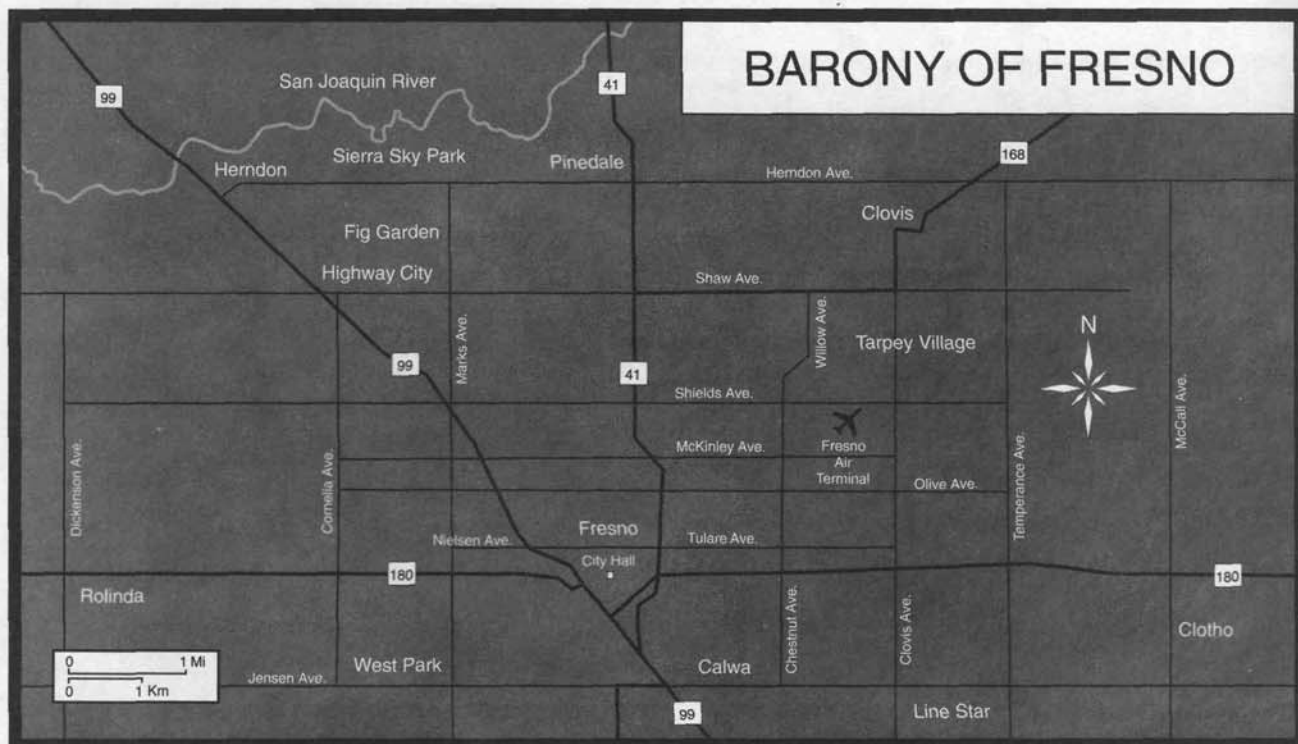 BARONY OF FRESNO
99
41
San Joaquin River
Herndon
Sierra Sky Park
Pinedale
168
Herndon Ave.
Clovis
Fig Garden
Highway City
Shaw Ave.
Willow Ave.
Marks Ave.
Tarpey Village
N
99
41
Shields Ave.
McCall Ave.
McKinley Ave.
Fresno
Air
Terminal
Dickenson Ave.
Cornelia Ave.
Olive Ave.
Temperance Ave.
Fresno
Nielsen Ave.
Tulare Ave.
City Hall
180
180
Rolinda
Chestnut Ave.
Clovis Ave.
Clotho
0 1 Mi
0 1 Km
West Park
Calwa
Jensen Ave.
99
Line Star